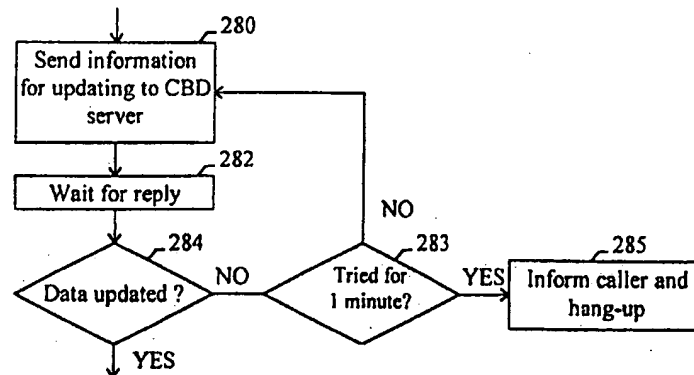 280
Send information
for updating to CBD
server
282
Wait for reply
284
Data updated ?
NO
YES
NO
283
Tried for
1 minute?
YES
285
Inform caller and
hang-up